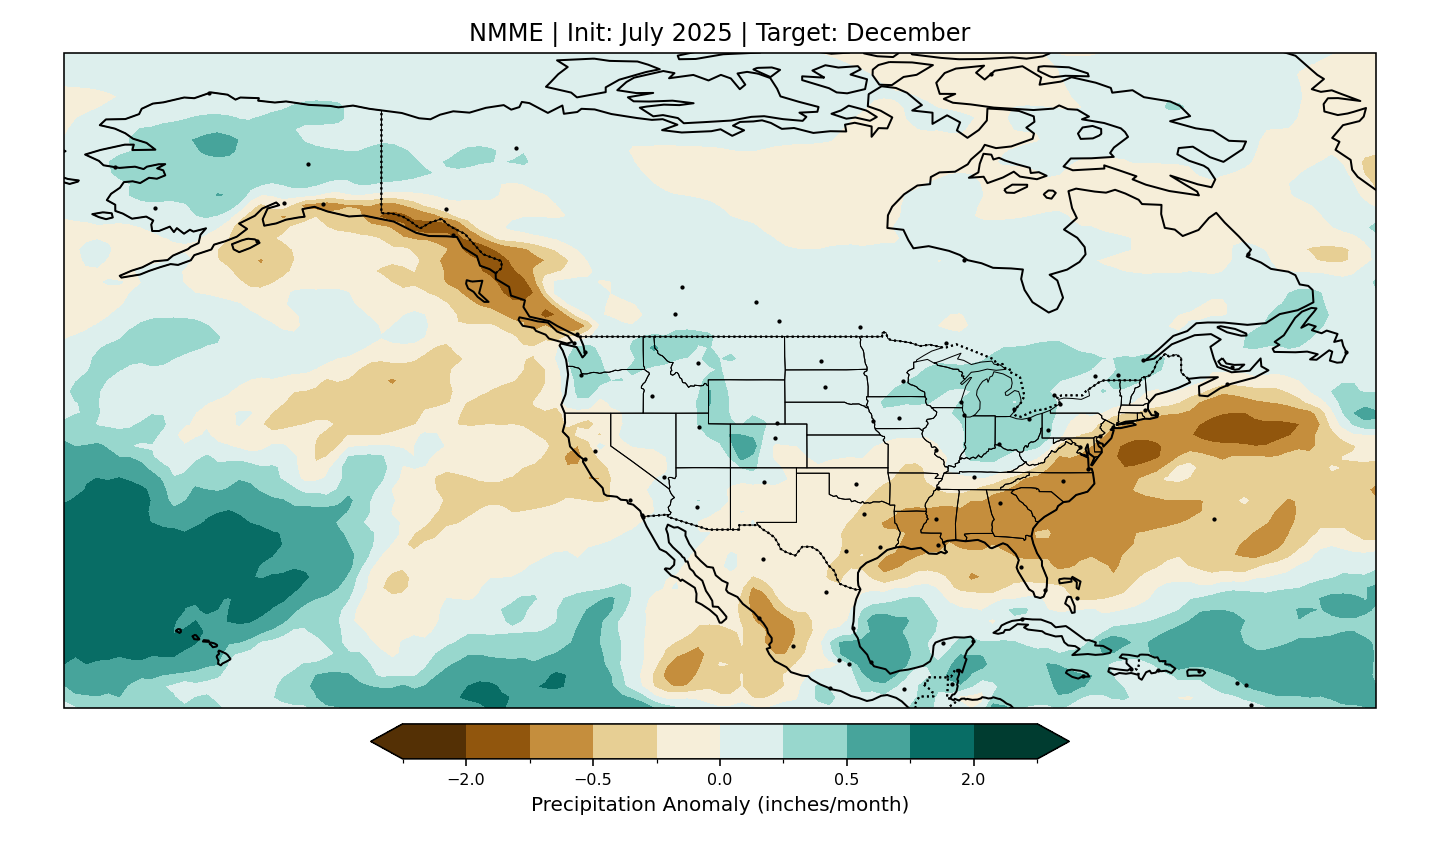 NMME | Init: July 2025 | Target: December
−2.0 −0.5 0.0 0.5 2.0
Precipitation Anomaly (inches/month)